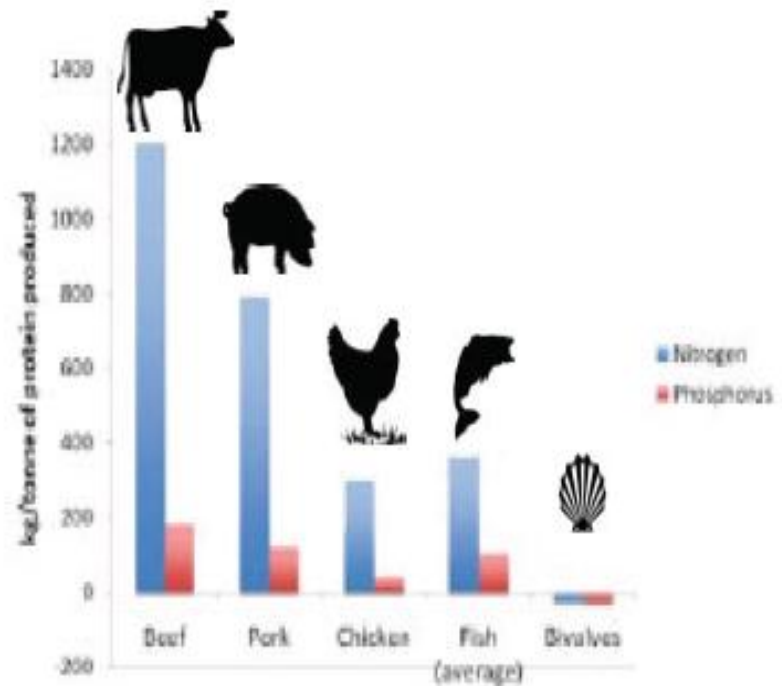 1400
1200
1000
800
600
400
200
0
-200
kg/tonne of protein produced
Beef
Pork
Chicken
Fish
(average)
Bivalves
Nitrogen
Phosphorus